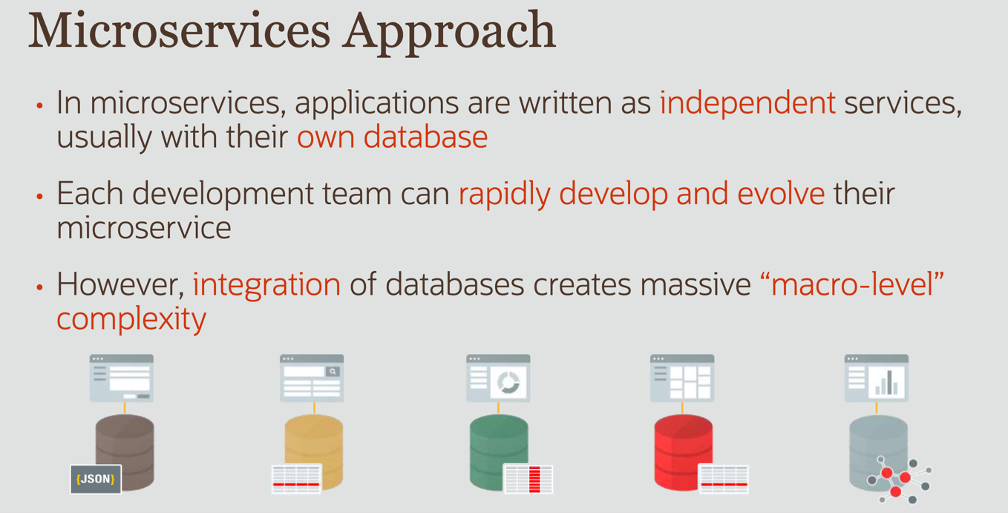 Microservices Approach
• In microservices, applications are written as independent services,
usually with their own database
• Each development team can rapidly develop and evolve their
microservice
• However, integration of databases creates massive “macro-level”
complexity
{JSON}